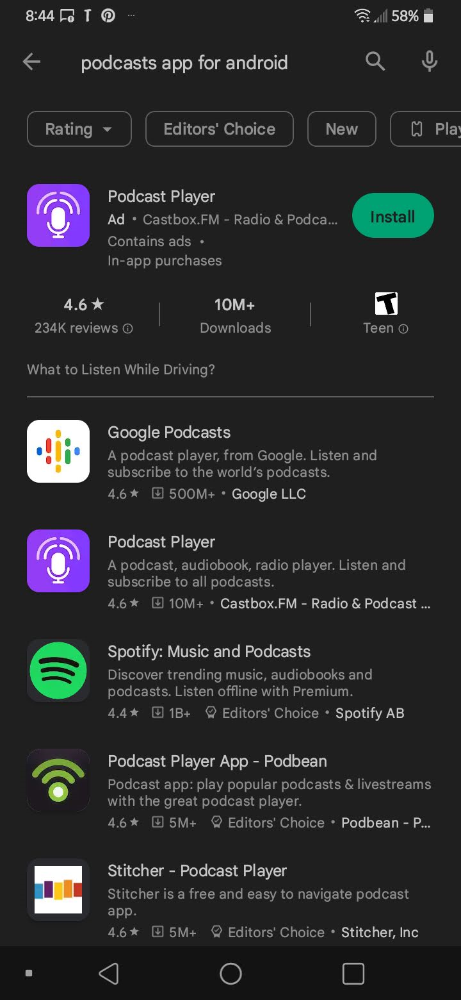 8:44 T ... 58%
podcasts app for android
Rating Editors' Choice New Play
Podcast Player
Ad • Castbox.FM - Radio & Podca...
Install
Contains ads •
In-app purchases
4.6 ★ 10M+ T
234K reviews Downloads Teen
What to Listen While Driving?
Google Podcasts
A podcast player, from Google. Listen and
subscribe to the world’s podcasts.
4.6 ★ 500M+ • Google LLC
Podcast Player
A podcast, audiobook, radio player. Listen and
subscribe to all podcasts.
4.6 ★ 10M+ • Castbox.FM - Radio & Podcast ...
Spotify: Music and Podcasts
Discover trending music, audiobooks and
podcasts. Listen offline with Premium.
4.4 ★ 1B+ Editors' Choice • Spotify AB
Podcast Player App - Podbean
Podcast app: play popular podcasts & livestreams
with the great podcast player.
4.6 ★ 5M+ Editors' Choice • Podbean - P...
Stitcher - Podcast Player
Stitcher is a free and easy to navigate podcast
app.
4.6 ★ 5M+ Editors' Choice • Stitcher, Inc